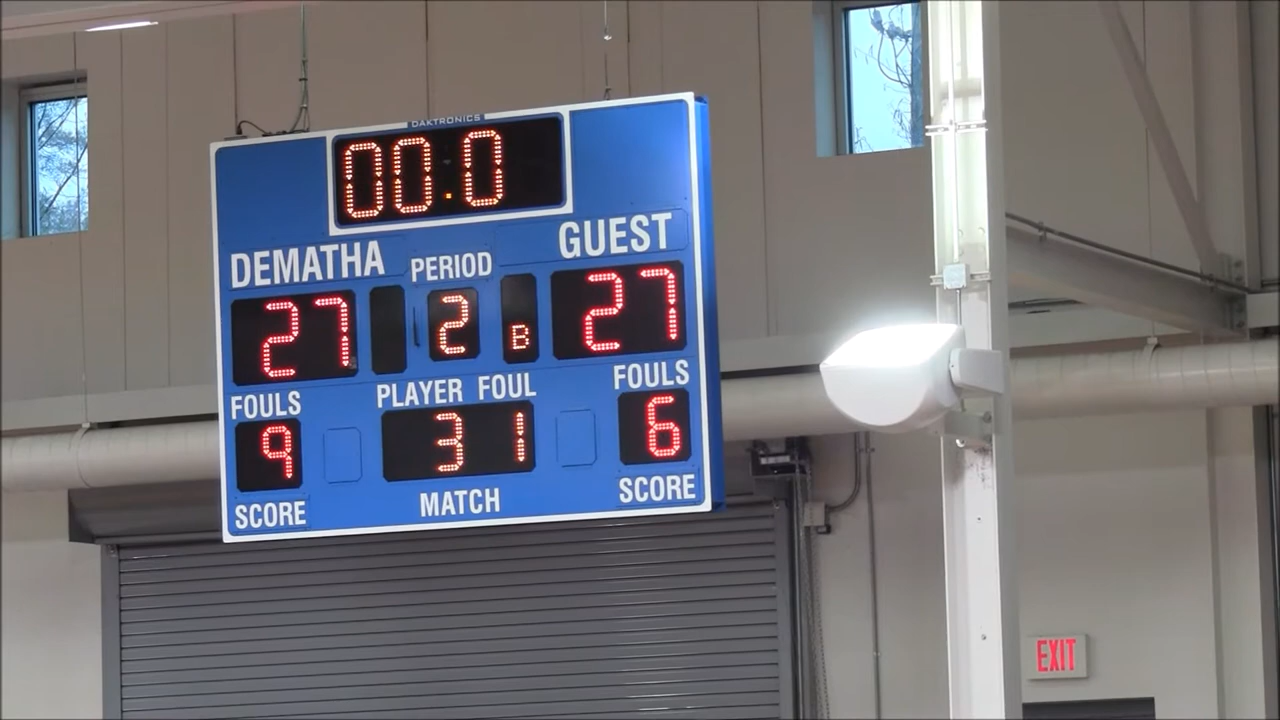 DAKTRONICS
00.0
DEMATHA PERIOD GUEST
27 2 B 27
FOULS PLAYER FOUL FOULS
9 31 6
SCORE MATCH SCORE
EXIT